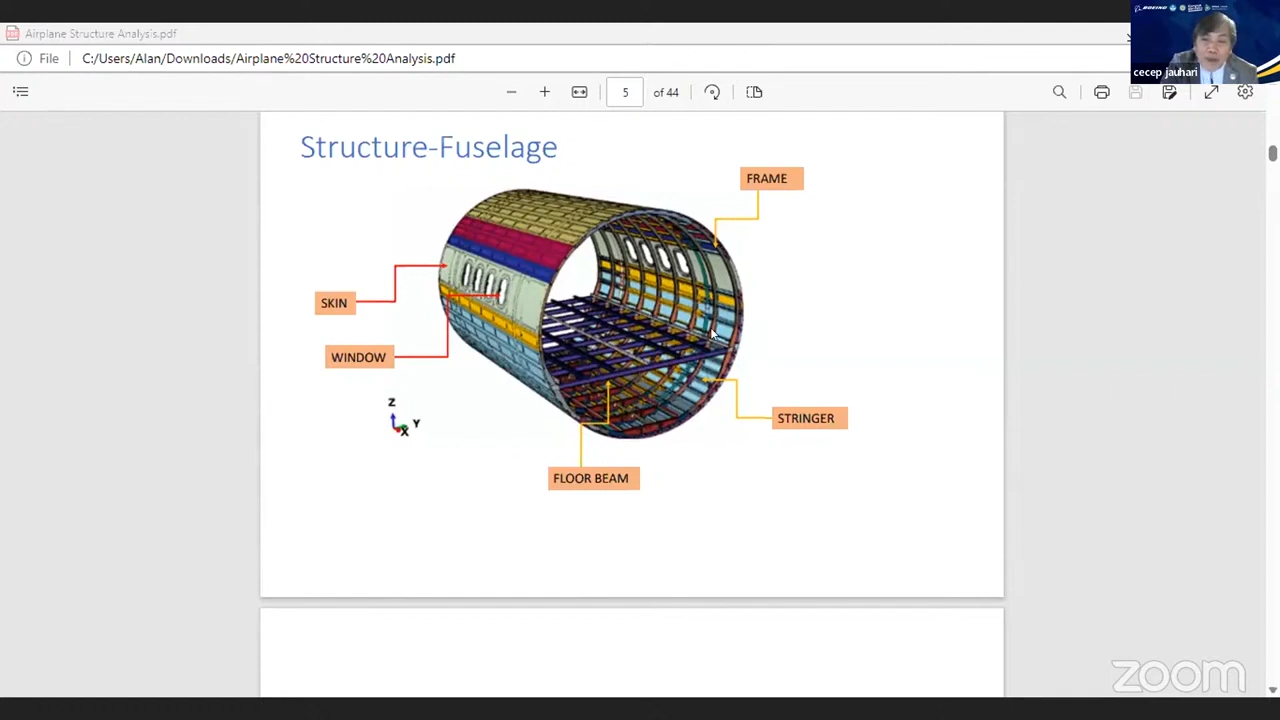 Airplane Structure Analysis.pdf
BOEING
File
C:/Users/Alan/Downloads/Airplane%20Structure%20Analysis.pdf
cecep jauhari
5 of 44
Structure-Fuselage
FRAME
SKIN
WINDOW
Z
Y
X
STRINGER
FLOOR BEAM
zoom